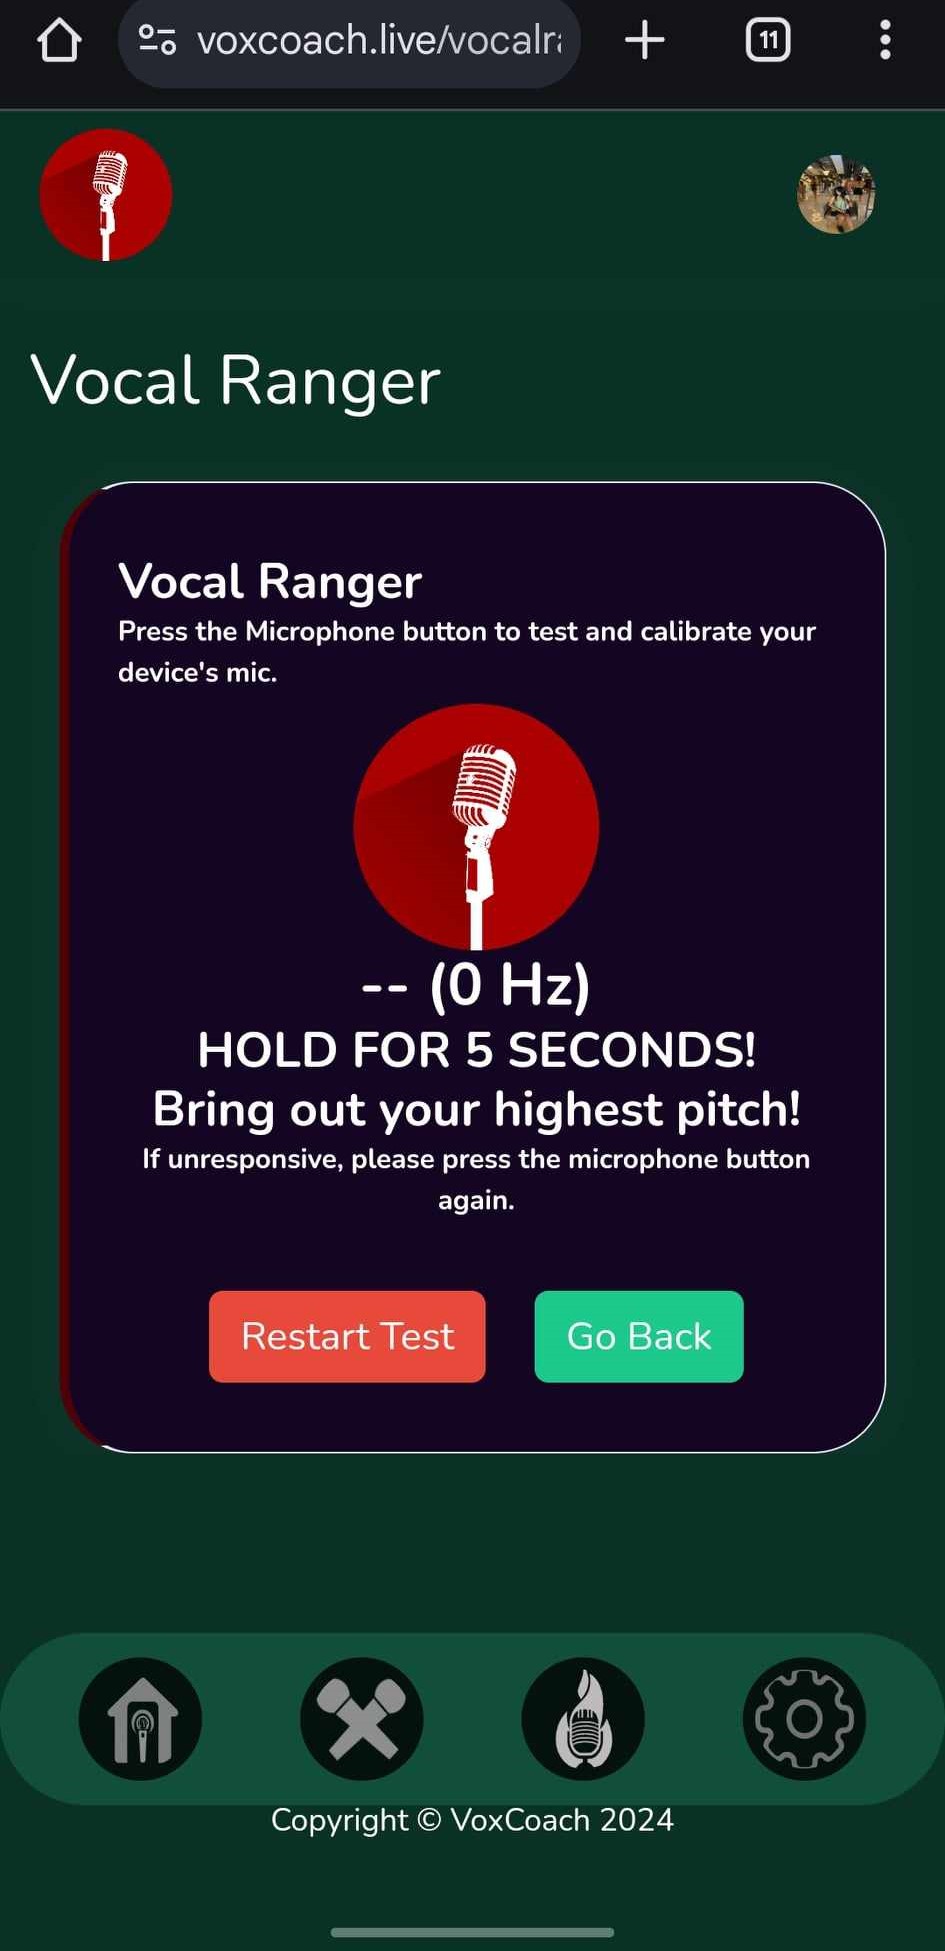 voxcoach.live/vocalr
11
Vocal Ranger
Vocal Ranger
Press the Microphone button to test and calibrate your
device's mic.
-- (0 Hz)
HOLD FOR 5 SECONDS!
Bring out your highest pitch!
If unresponsive, please press the microphone button
again.
Restart Test
Go Back
Copyright © VoxCoach 2024